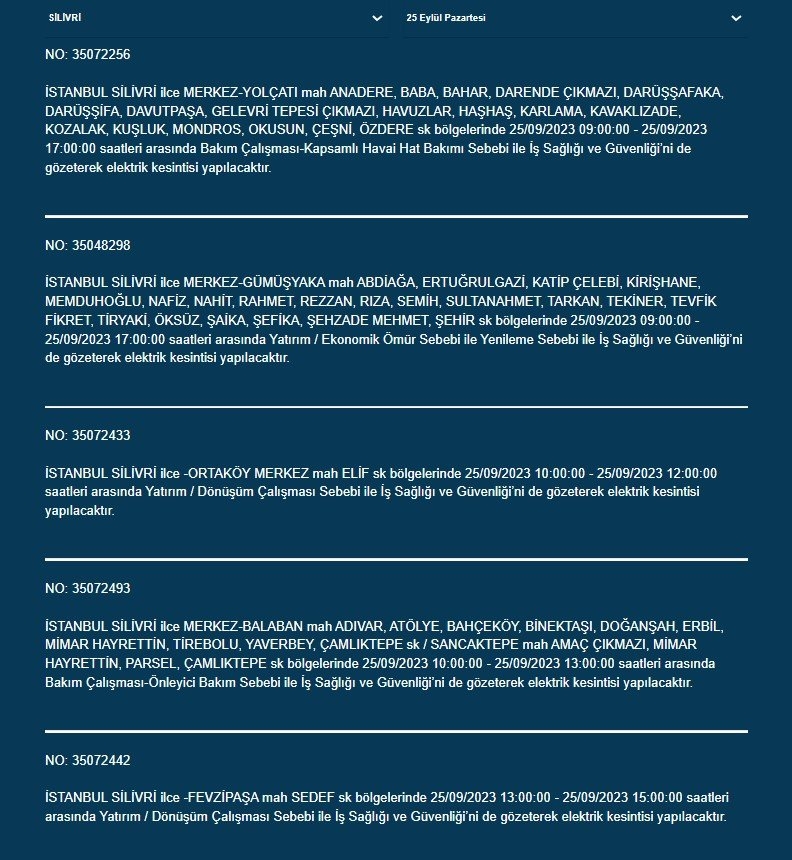 SİLİVRİ
25 Eylül Pazartesi
NO: 35072256
İSTANBUL SİLİVRİ ilce MERKEZ-YOLÇATI mah ANADERE, BABA, BAHAR, DARENDE ÇIKMAZI, DARÜŞŞAFAKA,
DARÜŞŞİFA, DAVUTPAŞA, GELEVRİ TEPESİ ÇIKMAZI, HAVUZLAR, HAŞHAŞ, KARLAMA, KAVAKLIZADE,
KOZALAK, KUŞLUK, MONDROS, OKUSUN, ÇEŞNİ, ÖZDERE sk bölgelerinde 25/09/2023 09:00:00 - 25/09/2023
17:00:00 saatleri arasında Bakım Çalışması-Kapsamlı Havai Hat Bakımı Sebebi ile İş Sağlığı ve Güvenliği’ni de
gözeterek elektrik kesintisi yapılacaktır.
NO: 35048298
İSTANBUL SİLİVRİ ilce MERKEZ-GÜMÜŞYAKA mah ABDİAĞA, ERTUĞRULGAZİ, KATİP ÇELEBİ, KİRİŞHANE,
MEMDUHOĞLU, NAFİZ, NAHİT, RAHMET, REZZAN, RIZA, SEMİH, SULTANAHMET, TARKAN, TEKİNER, TEVFİK
FİKRET, TİRYAKİ, ÖKSÜZ, ŞAİKA, ŞEFİKA, ŞEHZADE MEHMET, ŞEHİR sk bölgelerinde 25/09/2023 09:00:00 -
25/09/2023 17:00:00 saatleri arasında Yatırım / Ekonomik Ömür Sebebi ile Yenileme Sebebi ile İş Sağlığı ve Güvenliği’ni
de gözeterek elektrik kesintisi yapılacaktır.
NO: 35072433
İSTANBUL SİLİVRİ ilce -ORTAKÖY MERKEZ mah ELİF sk bölgelerinde 25/09/2023 10:00:00 - 25/09/2023 12:00:00
saatleri arasında Yatırım / Dönüşüm Çalışması Sebebi ile İş Sağlığı ve Güvenliği’ni de gözeterek elektrik kesintisi
yapılacaktır.
NO: 35072493
İSTANBUL SİLİVRİ ilce MERKEZ-BALABAN mah ADIVAR, ATÖLYE, BAHÇEKÖY, BİNEKTAŞI, DOĞANŞAH, ERBİL,
MİMAR HAYRETTİN, TİREBOLU, YAVERBEY, ÇAMLIKTEPE sk / SANCAKTEPE mah AMAÇ ÇIKMAZI, MİMAR
HAYRETTİN, PARSEL, ÇAMLIKTEPE sk bölgelerinde 25/09/2023 10:00:00 - 25/09/2023 13:00:00 saatleri arasında
Bakım Çalışması-Önleyici Bakım Sebebi ile İş Sağlığı ve Güvenliği’ni de gözeterek elektrik kesintisi yapılacaktır.
NO: 35072442
İSTANBUL SİLİVRİ ilce -FEVZİPAŞA mah SEDEF sk bölgelerinde 25/09/2023 13:00:00 - 25/09/2023 15:00:00 saatleri
arasında Yatırım / Dönüşüm Çalışması Sebebi ile İş Sağlığı ve Güvenliği’ni de gözeterek elektrik kesintisi yapılacaktır.